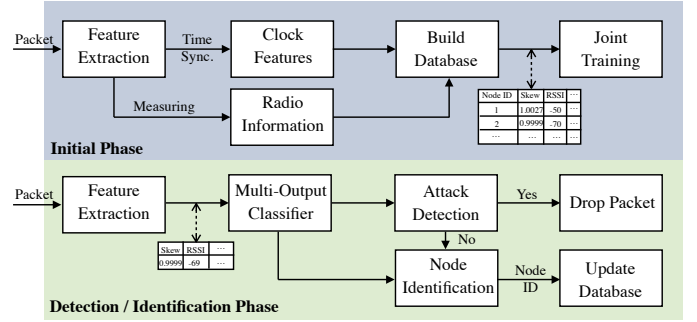 Packet
Feature Extraction
Time Sync.
Clock Features
Build Database
Joint Training
Measuring
Radio Information
Node ID Skew RSSI ...
1 1.0027 -50 ...
2 0.9999 -70 ...
... ... ... ...
Initial Phase
Packet
Feature Extraction
Multi-Output Classifier
Attack Detection
Yes
Drop Packet
No
Skew RSSI ...
0.9999 -69 ...
Node Identification
Node ID
Update Database
Detection / Identification Phase